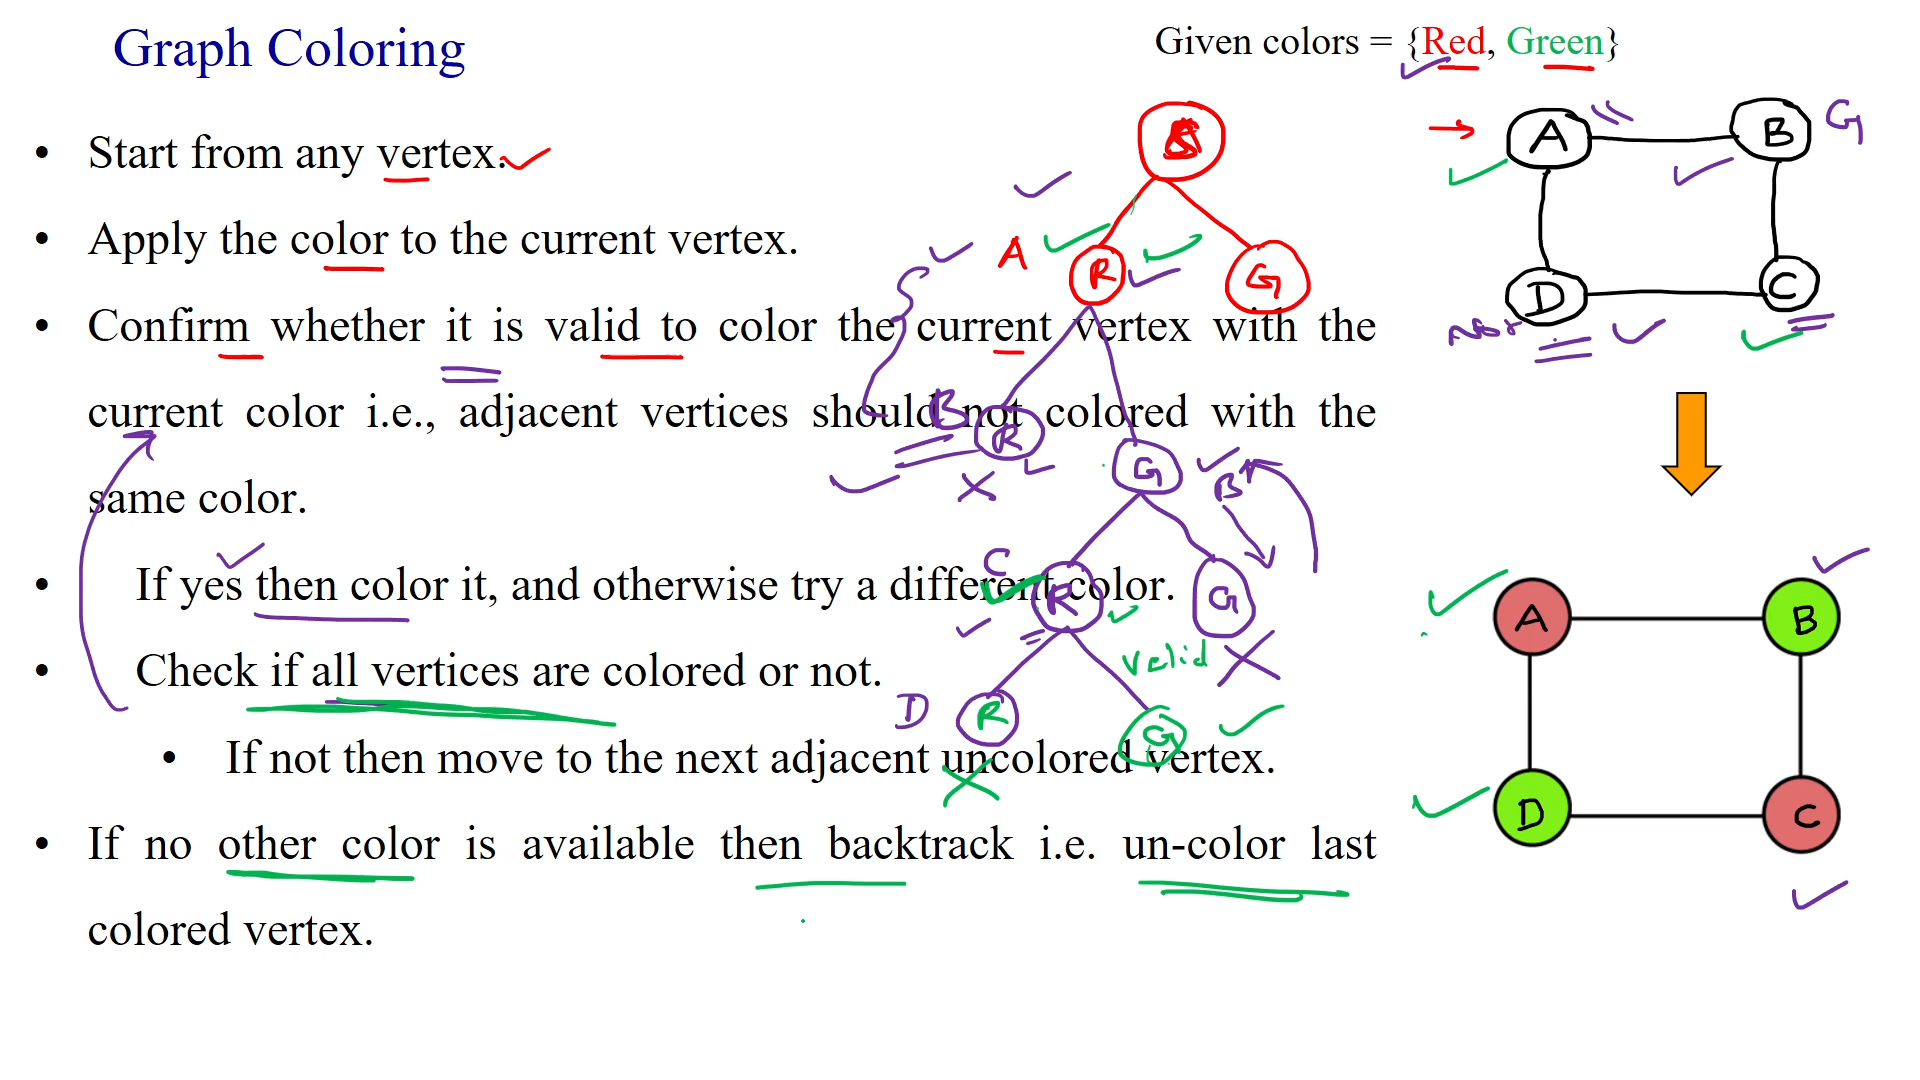 Graph Coloring
Given colors = {Red, Green}
• Start from any vertex.
• Apply the color to the current vertex.
• Confirm whether it is valid to color the current vertex with the
current color i.e., adjacent vertices should not colored with the
same color.
• If yes then color it, and otherwise try a different color.
• Check if all vertices are colored or not.
• If not then move to the next adjacent uncolored vertex.
• If no other color is available then backtrack i.e. un-color last
colored vertex.
A R G
B R G B
C R G
valid
D R G
A B G
D C
A B
D C